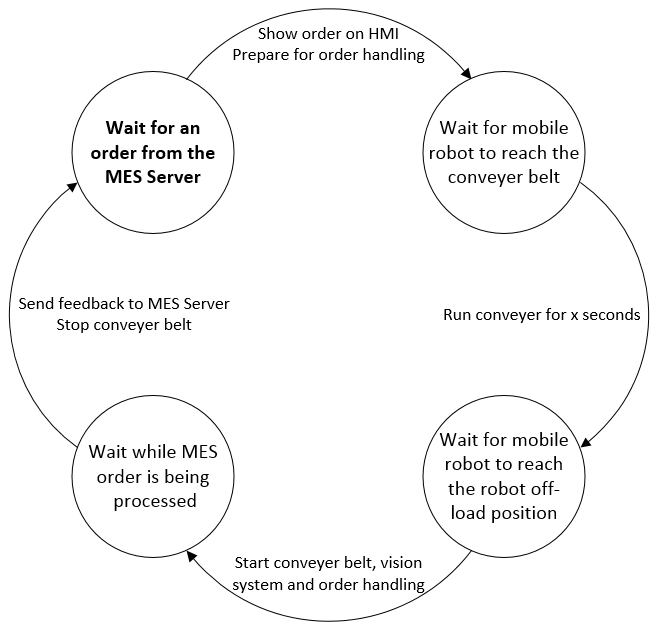 Show order on HMI
Prepare for order handling
Wait for an
order from the
MES Server
Wait for mobile
robot to reach the
conveyer belt
Send feedback to MES Server
Stop conveyer belt
Run conveyer for x seconds
Wait while MES
order is being
processed
Wait for mobile
robot to reach
the robot off-
load position
Start conveyer belt, vision
system and order handling